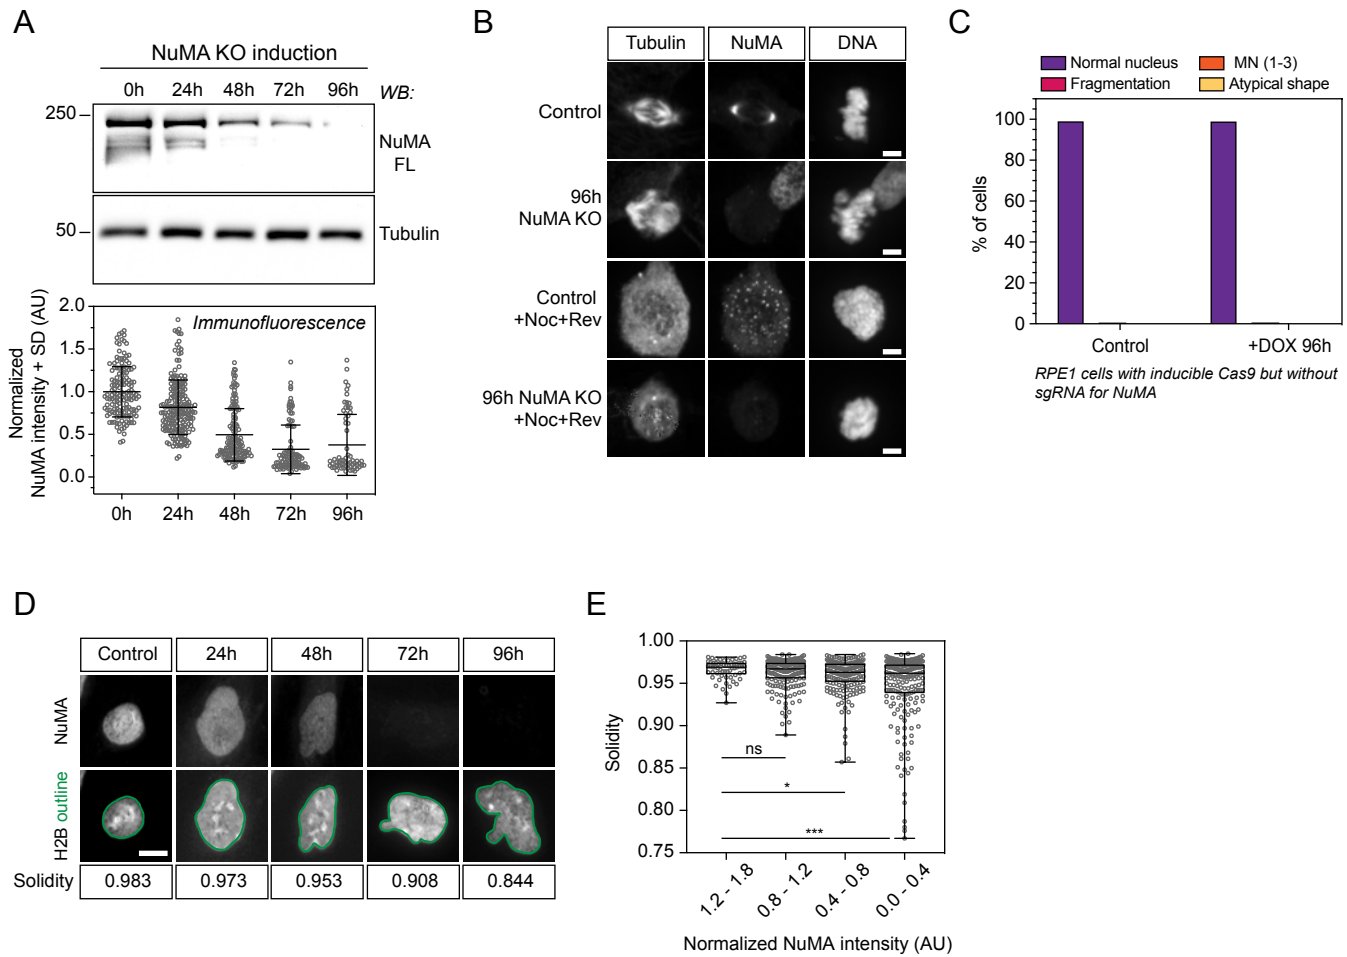 A
NuMA KO induction
0h 24h 48h 72h 96h WB:
250
NuMA
FL
50
Tubulin
Normalized
NuMA intensity + SD (AU)
2.0
1.5
1.0
0.5
0.0
Immunofluorescence
0h 24h 48h 72h 96h
B
Tubulin NuMA DNA
Control
96h
NuMA KO
Control
+Noc+Rev
96h NuMA KO
+Noc+Rev
C
Normal nucleus MN (1-3)
Fragmentation Atypical shape
% of cells
100
80
60
40
20
0
Control +DOX 96h
RPE1 cells with inducible Cas9 but without
sgRNA for NuMA
D
Control 24h 48h 72h 96h
NuMA
H2B outline
Solidity 0.983 0.973 0.953 0.908 0.844
E
Solidity
1.00
0.95
0.90
0.85
0.80
0.75
ns
*
***
1.2 - 1.8 0.8 - 1.2 0.4 - 0.8 0.0 - 0.4
Normalized NuMA intensity (AU)